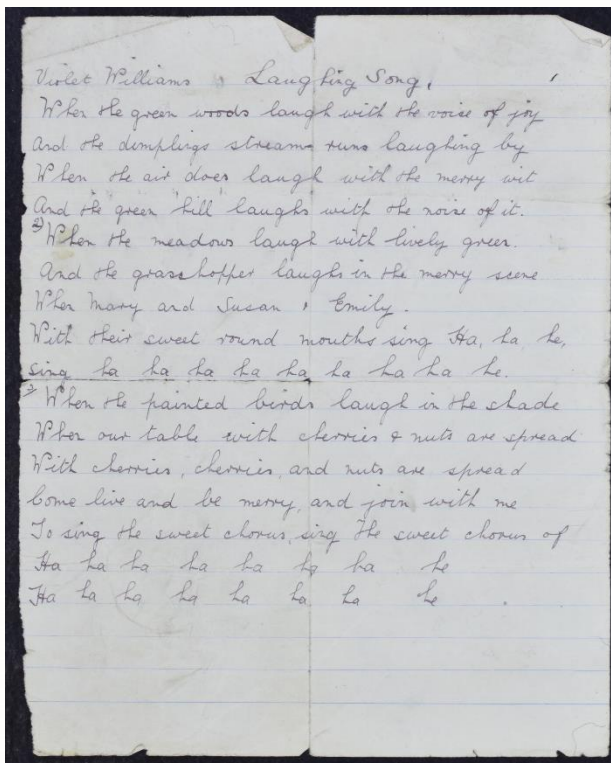 Violet Williams. Laughing Song.
When the green woods laugh with the voice of joy
And the dimplings stream runs laughing by
When the air does laugh with the merry wit
And the green hill laughs with the noise of it.
2) When the meadows laugh with lively green.
And the grasshopper laughs in the merry scene
When Mary and Susan & Emily.
With their sweet round mouths sing Ha, ha, he,
Sing ha ha ha ha ha ha ha ha he.
3) When the painted birds laugh in the shade
When our table with cherries & nuts are spread
With cherries, cherries, and nuts are spread
Come live and be merry, and join with me
To sing the sweet chorus, sing the sweet chorus of
Ha ha ha ha ha ha ha he
Ha ha ha ha ha ha ha he